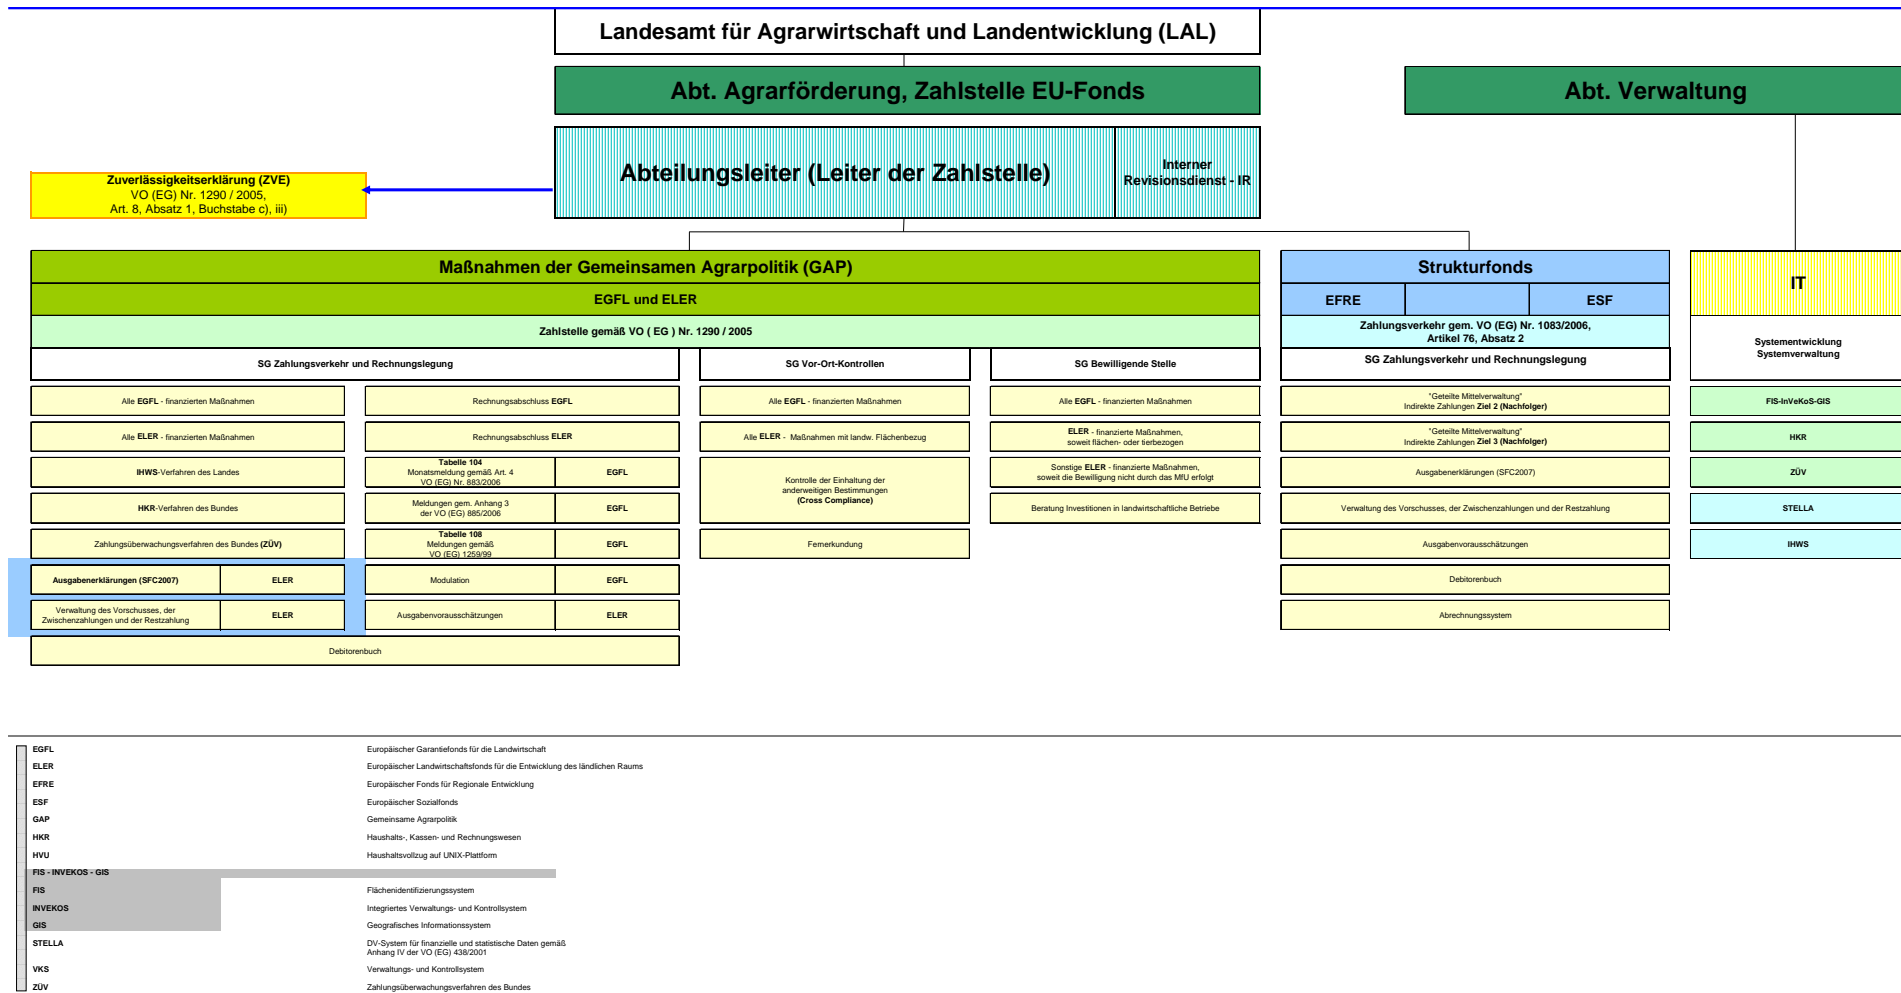 Landesamt für Agrarwirtschaft und Landentwicklung (LAL)
Abt. Agrarförderung, Zahlstelle EU-Fonds
Abt. Verwaltung
Abteilungsleiter (Leiter der Zahlstelle)
Interner
Revisionsdienst - IR
Zuverlässigkeitserklärung (ZVE)
VO (EG) Nr. 1290 / 2005,
Art. 8, Absatz 1, Buchstabe c), iii)
Maßnahmen der Gemeinsamen Agrarpolitik (GAP)
EGFL und ELER
Zahlstelle gemäß VO ( EG ) Nr. 1290 / 2005
Strukturfonds
EFRE
ESF
Zahlungsverkehr gem. VO (EG) Nr. 1083/2006,
Artikel 76, Absatz 2
IT
Systementwicklung
Systemverwaltung
SG Zahlungsverkehr und Rechnungslegung
SG Vor-Ort-Kontrollen
SG Bewilligende Stelle
SG Zahlungsverkehr und Rechnungslegung
Alle EGFL - finanzierten Maßnahmen
Alle ELER - finanzierten Maßnahmen
IHWS-Verfahren des Landes
HKR-Verfahren des Bundes
Zahlungsüberwachungsverfahren des Bundes (ZÜV)
Ausgabenerklärungen (SFC2007)
ELER
Verwaltung des Vorschusses, der
Zwischenzahlungen und der Restzahlung
ELER
Rechnungsabschluss EGFL
Rechnungsabschluss ELER
Tabelle 104
Monatsmeldung gemäß Art. 4
VO (EG) Nr. 883/2006
EGFL
Meldungen gem. Anhang 3
der VO (EG) 885/2006
EGFL
Tabelle 108
Meldungen gemäß
VO (EG) 1259/99
EGFL
Modulation
EGFL
Ausgabenvorausschätzungen
ELER
Debitorenbuch
Alle EGFL - finanzierten Maßnahmen
Alle ELER - Maßnahmen mit landw. Flächenbezug
Kontrolle der Einhaltung der
anderweitigen Bestimmungen
(Cross Compliance)
Fernerkundung
Alle EGFL - finanzierten Maßnahmen
ELER - finanzierte Maßnahmen,
soweit flächen- oder tierbezogen
Sonstige ELER - finanzierte Maßnahmen,
soweit die Bewilligung nicht durch das MfU erfolgt
Beratung Investitionen in landwirtschaftliche Betriebe
"Geteilte Mittelverwaltung"
Indirekte Zahlungen Ziel 2 (Nachfolger)
"Geteilte Mittelverwaltung"
Indirekte Zahlungen Ziel 3 (Nachfolger)
Ausgabenerklärungen (SFC2007)
Verwaltung des Vorschusses, der Zwischenzahlungen und der Restzahlung
Ausgabenvorausschätzungen
Debitorenbuch
Abrechnungssystem
FIS-InVeKoS-GIS
HKR
ZÜV
STELLA
IHWS
EGFL Europäischer Garantiefonds für die Landwirtschaft
ELER Europäischer Landwirtschaftsfonds für die Entwicklung des ländlichen Raums
EFRE Europäischer Fonds für Regionale Entwicklung
ESF Europäischer Sozialfonds
GAP Gemeinsame Agrarpolitik
HKR Haushalts-, Kassen- und Rechnungswesen
HVU Haushaltsvollzug auf UNIX-Plattform
FIS - INVEKOS - GIS
FIS Flächenidentifizierungssystem
INVEKOS Integriertes Verwaltungs- und Kontrollsystem
GIS Geografisches Informationssystem
STELLA DV-System für finanzielle und statistische Daten gemäß
Anhang IV der VO (EG) 438/2001
VKS Verwaltungs- und Kontrollsystem
ZÜV Zahlungsüberwachungsverfahren des Bundes